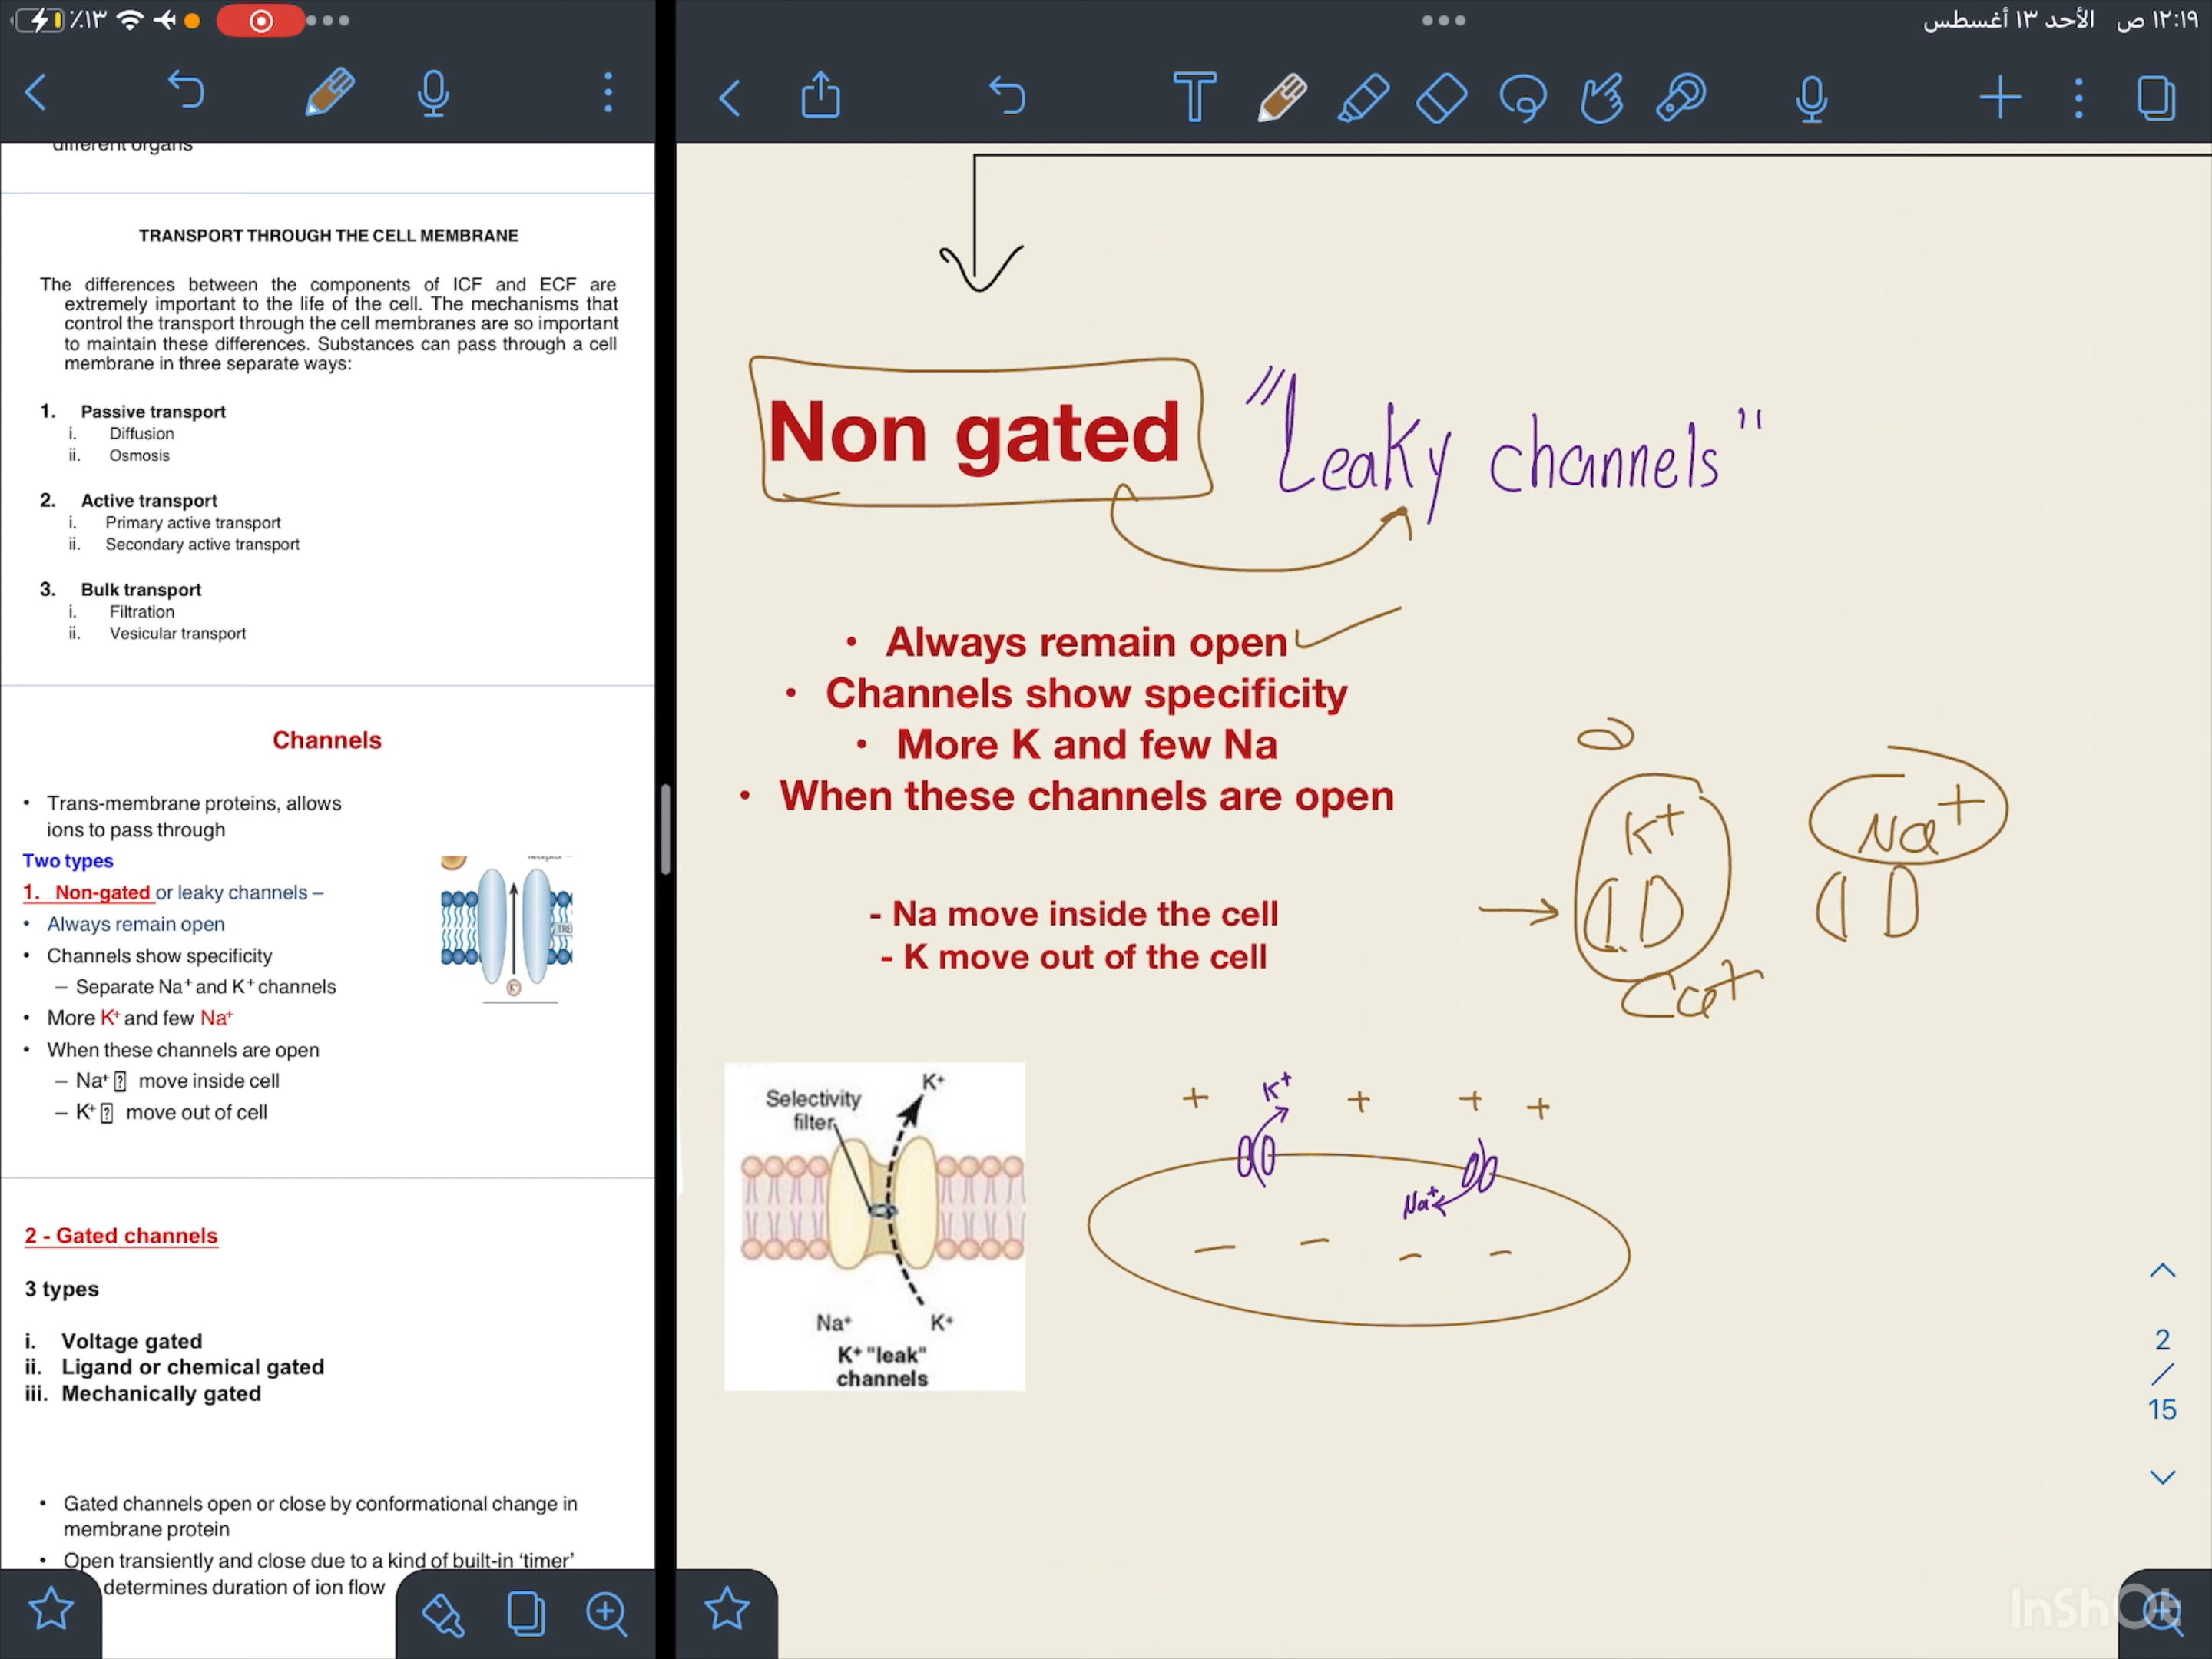 ٪١٣
١٢:١٩ ص الأحد ١٣ أغسطس
different organs
TRANSPORT THROUGH THE CELL MEMBRANE
The differences between the components of ICF and ECF are
extremely important to the life of the cell. The mechanisms that
control the transport through the cell membranes are so important
to maintain these differences. Substances can pass through a cell
membrane in three separate ways:
1. Passive transport
i. Diffusion
ii. Osmosis
2. Active transport
i. Primary active transport
ii. Secondary active transport
3. Bulk transport
i. Filtration
ii. Vesicular transport
Channels
• Trans-membrane proteins, allows
ions to pass through
Two types
1. Non-gated or leaky channels –
• Always remain open
• Channels show specificity
– Separate Na⁺ and K⁺ channels
• More K⁺ and few Na⁺
• When these channels are open
– Na⁺ move inside cell
– K⁺ move out of cell
2 - Gated channels
3 types
i. Voltage gated
ii. Ligand or chemical gated
iii. Mechanically gated
• Gated channels open or close by conformational change in
membrane protein
• Open transiently and close due to a kind of built-in ‘timer’
determines duration of ion flow
Non gated "Leaky channels"
• Always remain open
• Channels show specificity
• More K and few Na
• When these channels are open
- Na move inside the cell
- K move out of the cell
K+ Na+
Ca+
Selectivity
filter
K⁺
Na⁺ K⁺
K⁺ "leak"
channels
+ K+ + + +
Na+
- - - -
2
/
15
InShOt